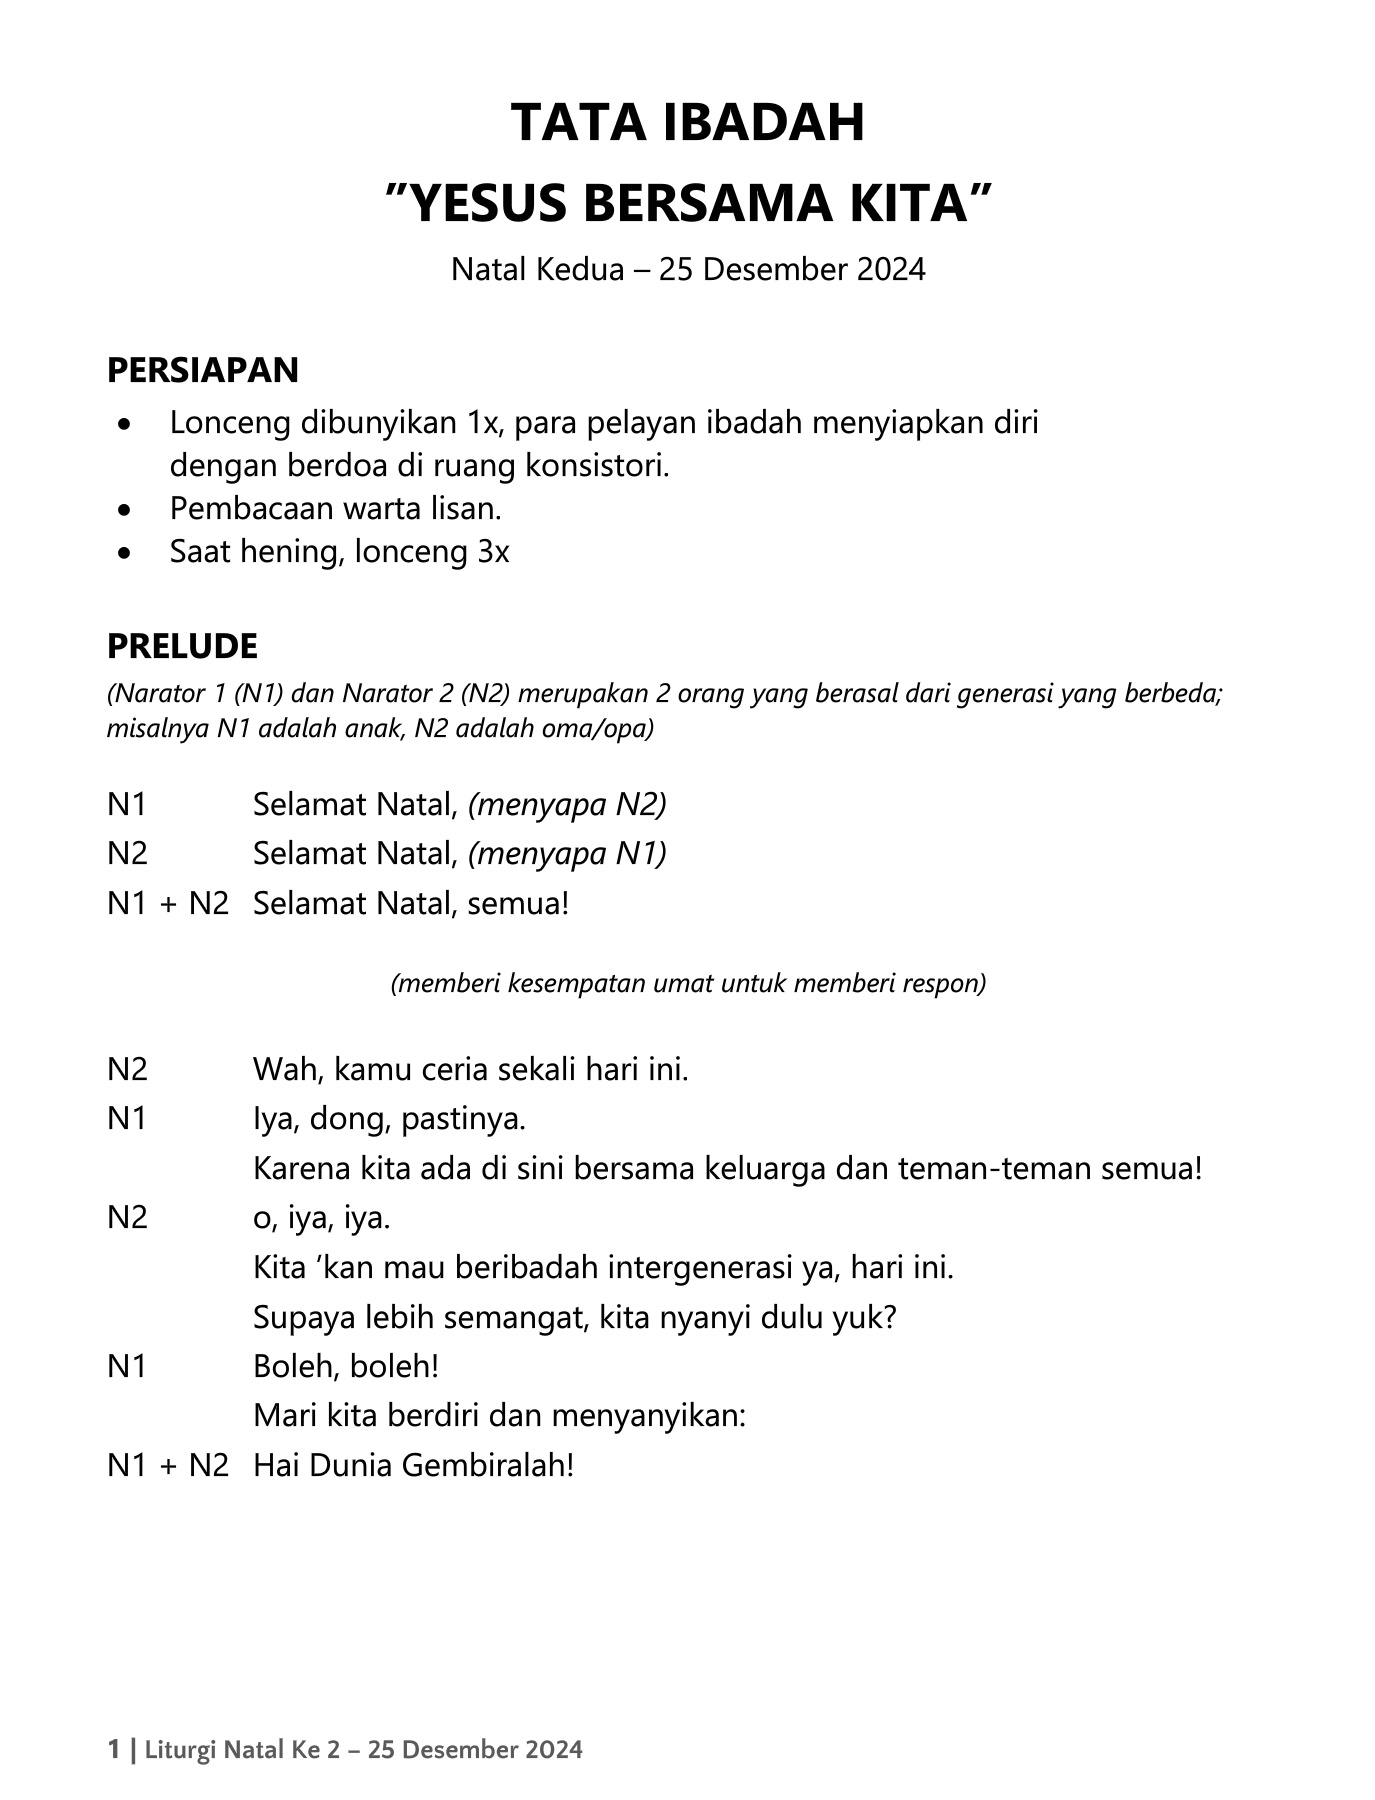 TATA IBADAH
″YESUS BERSAMA KITA″
Natal Kedua – 25 Desember 2024
PERSIAPAN
• Lonceng dibunyikan 1x, para pelayan ibadah menyiapkan diri
dengan berdoa di ruang konsistori.
• Pembacaan warta lisan.
• Saat hening, lonceng 3x
PRELUDE
(Narator 1 (N1) dan Narator 2 (N2) merupakan 2 orang yang berasal dari generasi yang berbeda;
misalnya N1 adalah anak, N2 adalah oma/opa)
N1 Selamat Natal, (menyapa N2)
N2 Selamat Natal, (menyapa N1)
N1 + N2 Selamat Natal, semua!
(memberi kesempatan umat untuk memberi respon)
N2 Wah, kamu ceria sekali hari ini.
N1 Iya, dong, pastinya.
Karena kita ada di sini bersama keluarga dan teman-teman semua!
N2 o, iya, iya.
Kita ′kan mau beribadah intergenerasi ya, hari ini.
Supaya lebih semangat, kita nyanyi dulu yuk?
N1 Boleh, boleh!
Mari kita berdiri dan menyanyikan:
N1 + N2 Hai Dunia Gembiralah!
1 | Liturgi Natal Ke 2 – 25 Desember 2024